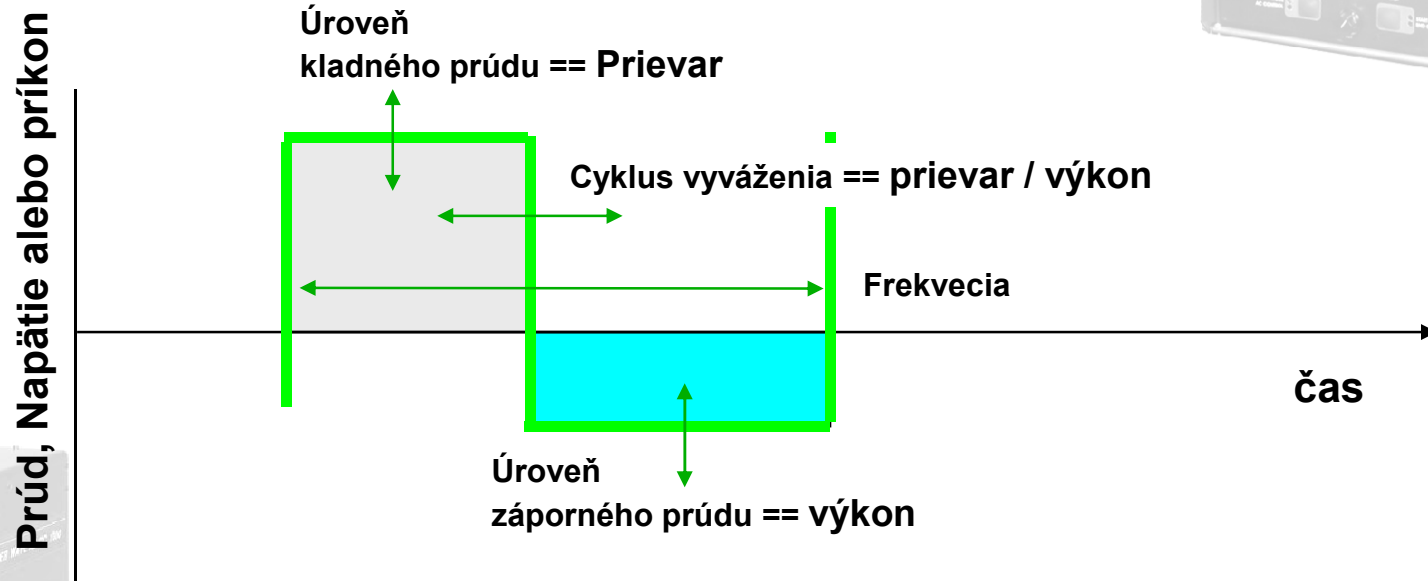 Prúd, Napätie alebo príkon
Úroveň
kladného prúdu == Prievar
Cyklus vyváženia == prievar / výkon
Frekvecia
čas
Úroveň
záporného prúdu == výkon